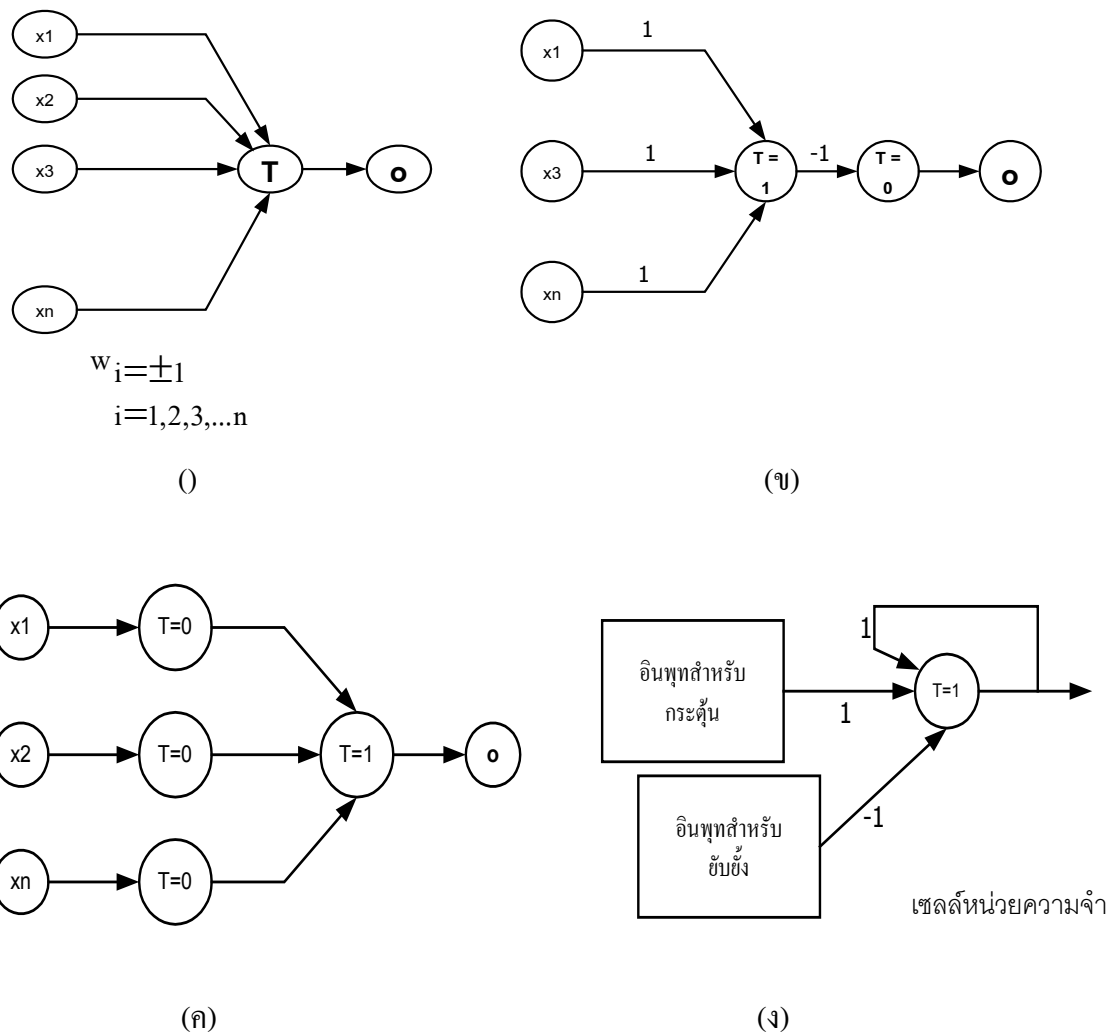 x1
x2
x3
xn
T
o
w i=±1
i=1,2,3,...n
()
x1
x3
xn
1
1
1
T =
1
-1
T =
0
o
(ข)
x1
x2
xn
T=0
T=0
T=0
T=1
o
(ค)
อินพุทสำหรับ
กระตุ้น
อินพุทสำหรับ
ขับขั้ง
1
1
-1
T=1
เซลล์หน่วยความจำ
(ง)